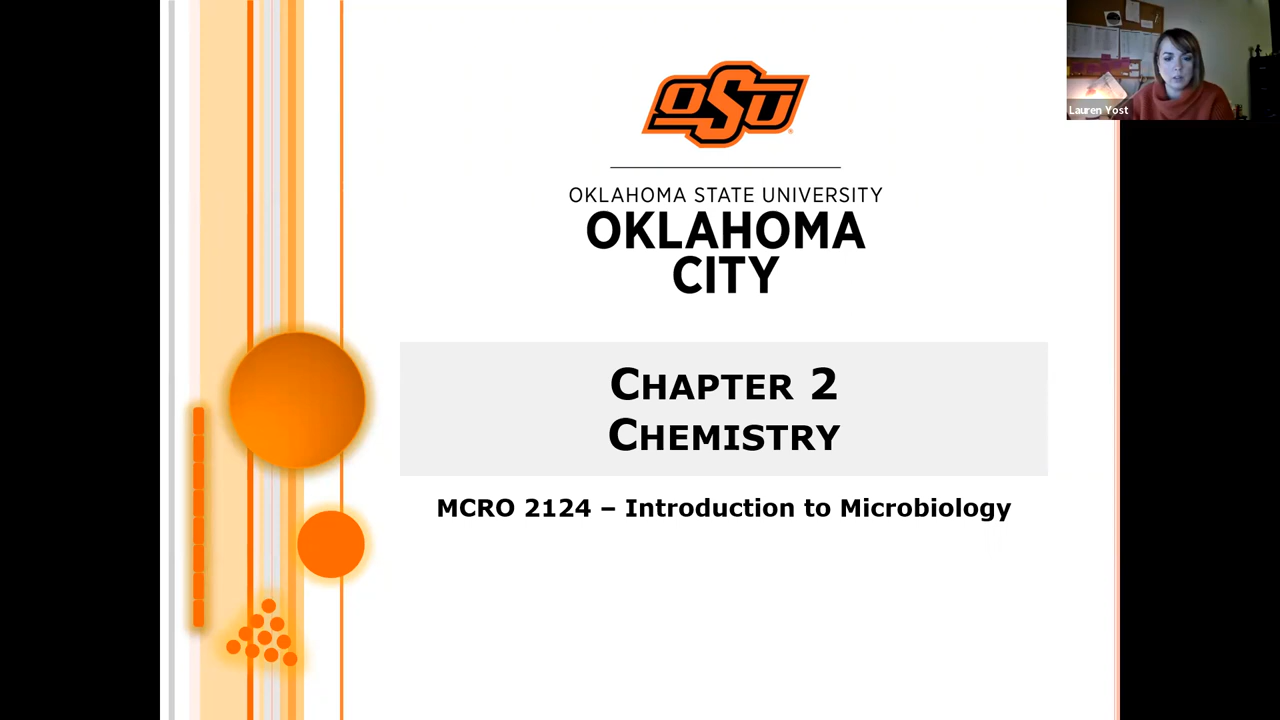 OSU
OKLAHOMA STATE UNIVERSITY
OKLAHOMA
CITY
CHAPTER 2
CHEMISTRY
MCRO 2124 – Introduction to Microbiology
Lauren Yost